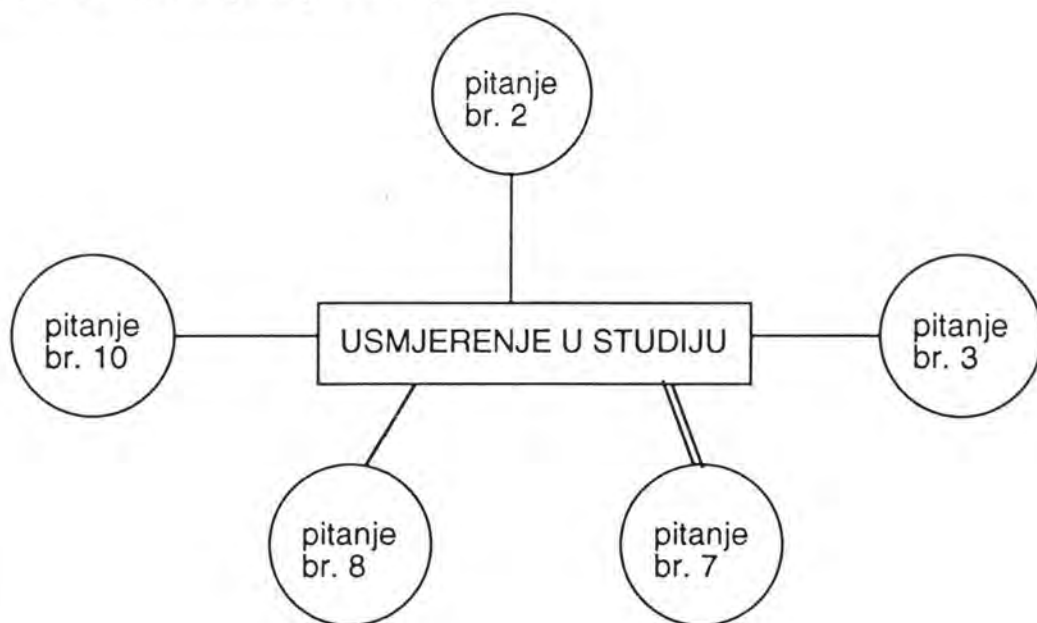 pitanje
br. 2
pitanje
br. 10
USMJERENJE U STUDIJU
pitanje
br. 3
pitanje
br. 8
pitanje
br. 7